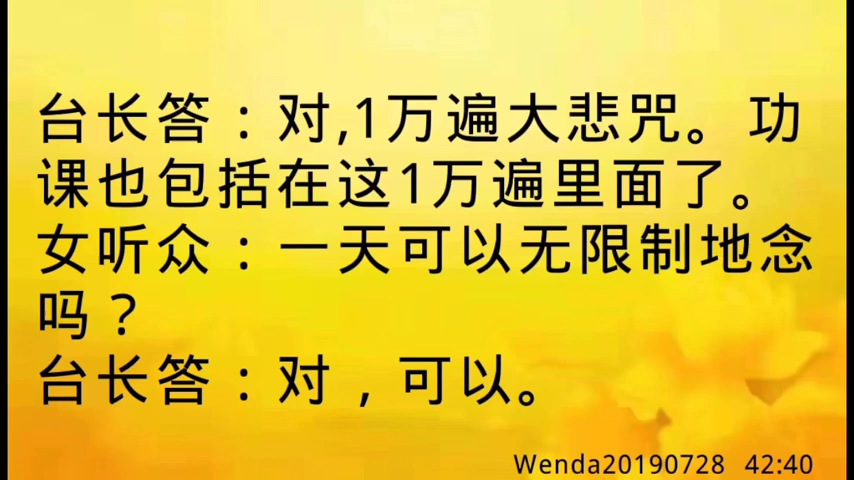 台长答：对,1万遍大悲咒。功
课也包括在这1万遍里面了。
女听众：一天可以无限制地念
吗？
台长答：对，可以。
Wenda20190728 42:40